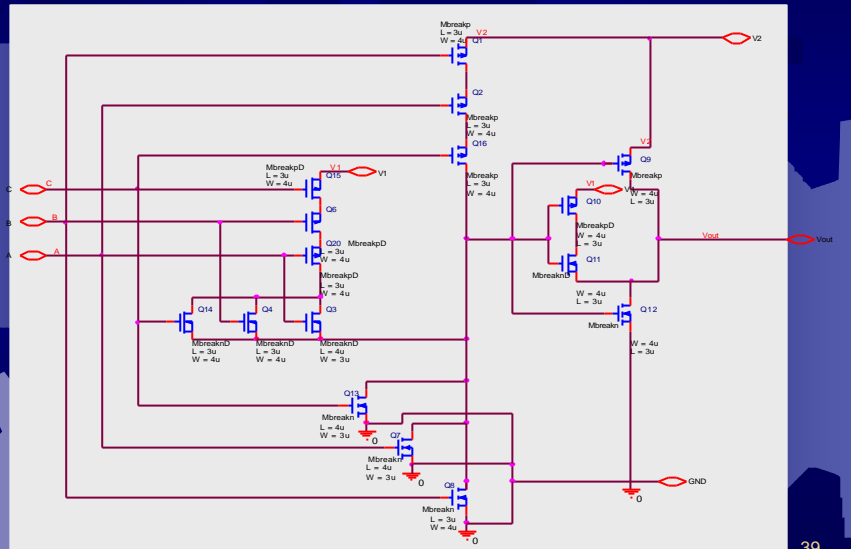 Mbreakp
L = 3u
W = 4u
V2
Q1
V2
Q2
Mbreakp
L = 3u
W = 4u
Q16
Mbreakp
L = 3u
W = 4u
V2
Q9
Mbreakp
W = 4u
L = 3u
MbreakpD
L = 3u
W = 4u
V1
V1
Q15
C
C
Q6
B
B
Q20
MbreakpD
L = 3u
W = 4u
A
A
MbreakpD
L = 3u
W = 4u
V1
Q10
MbreakpD
W = 4u
L = 3u
Q11
MbreaknD
W = 4u
L = 3u
Vout
Vout
Q14
Q4
Q3
MbreaknD
L = 3u
W = 4u
MbreaknD
L = 3u
W = 4u
MbreaknD
L = 4u
W = 3u
Q12
Mbreakn
W = 4u
L = 3u
Q13
Mbreakn
L = 4u
W = 3u
0
Q7
Mbreakn
L = 4u
W = 3u
0
Q8
Mbreakn
L = 3u
W = 4u
0
GND
0
39